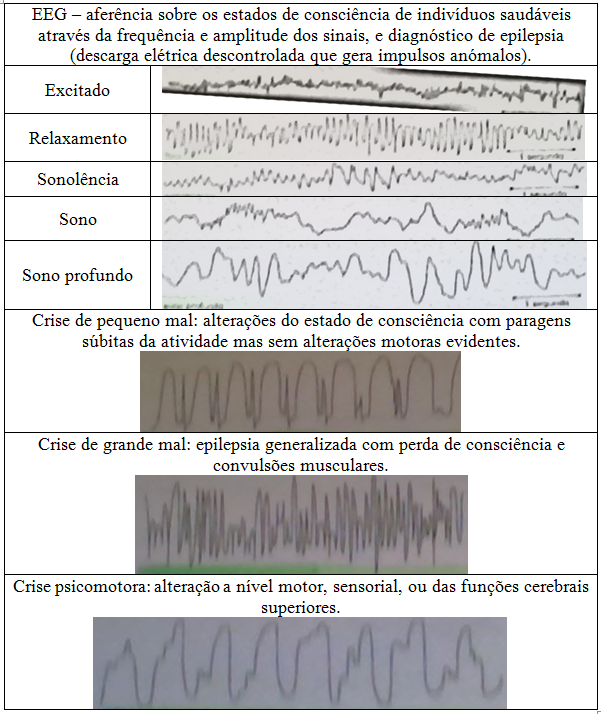 EEG – aferência sobre os estados de consciência de indivíduos saudáveis
através da frequência e amplitude dos sinais, e diagnóstico de epilepsia
(descarga elétrica descontrolada que gera impulsos anómalos).
Excitado
Relaxamento
1 segundo
Sonolência
Sono
Sono profundo
1 segundo
Crise de pequeno mal: alterações do estado de consciência com paragens
súbitas da atividade mas sem alterações motoras evidentes.
Crise de grande mal: epilepsia generalizada com perda de consciência e
convulsões musculares.
Crise psicomotora: alteração a nível motor, sensorial, ou das funções cerebrais
superiores.